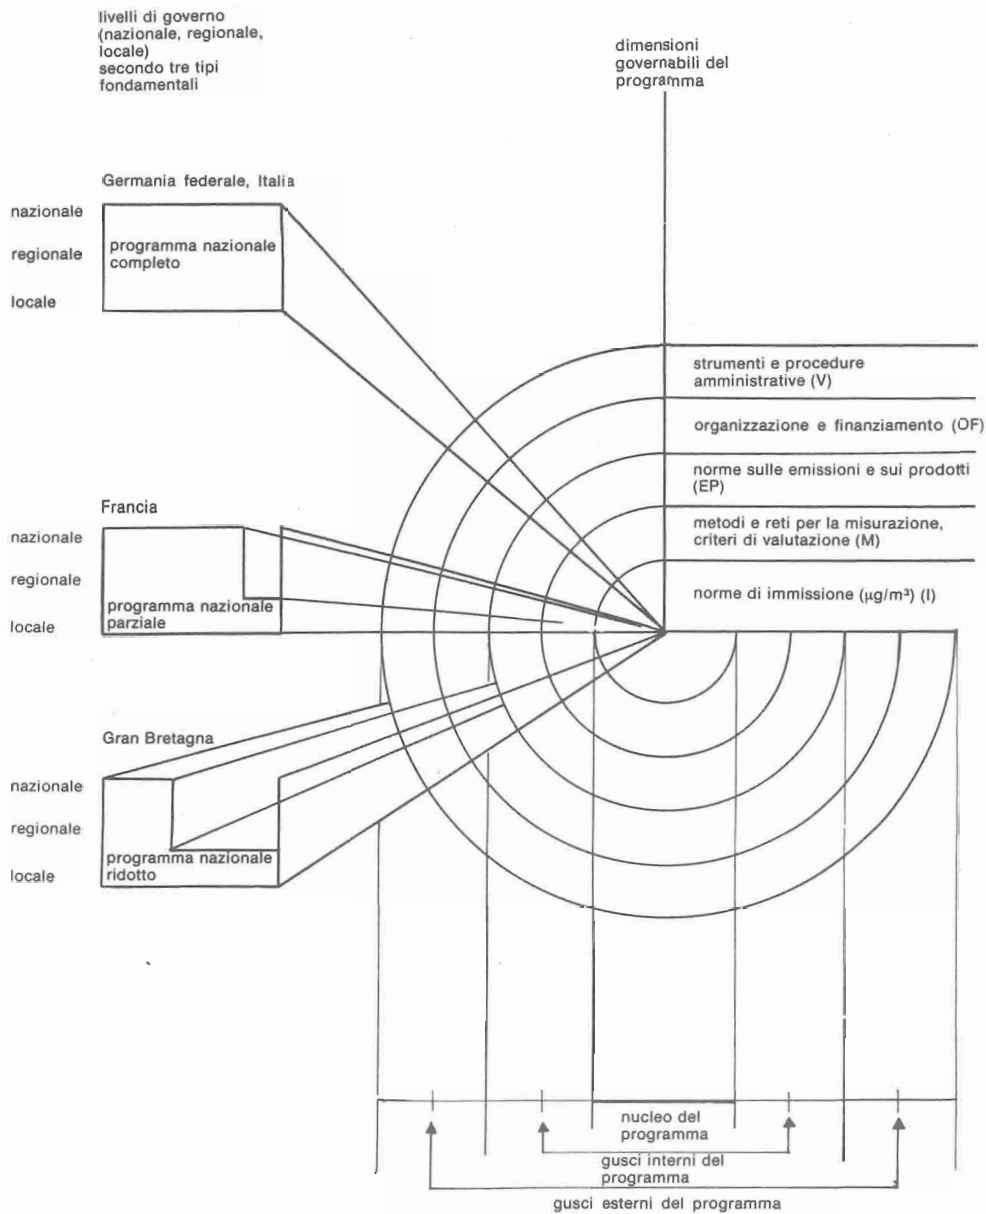 livelli di governo
(nazionale, regionale,
locale)
secondo tre tipi
fondamentali
dimensioni
governabili del
programma
Germania federale, Italia
nazionale
regionale
locale
programma nazionale
completo
strumenti e procedure
amministrative (V)
organizzazione e finanziamento (OF)
norme sulle emissioni e sui prodotti
(EP)
metodi e reti per la misurazione,
criteri di valutazione (M)
norme di immissione (μg/m³) (I)
Francia
nazionale
regionale
locale
programma nazionale
parziale
Gran Bretagna
nazionale
regionale
locale
programma nazionale
ridotto
nucleo del
programma
gusci interni del
programma
gusci esterni del programma